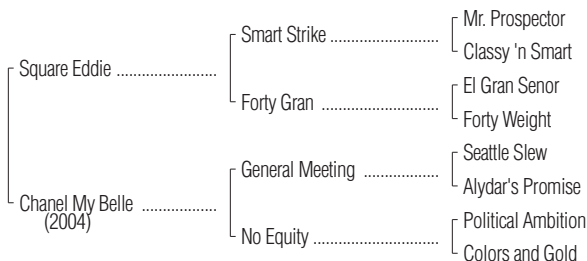 Mr. Prospector
Smart Strike ......................
Classy 'n Smart
Square Eddie ....................
El Gran Senor
Forty Gran .....................
Forty Weight
Seattle Slew
General Meeting ...............
Alydar's Promise
Chanel My Belle ...............
(2004)
Political Ambition
No Equity ......................
Colors and Gold